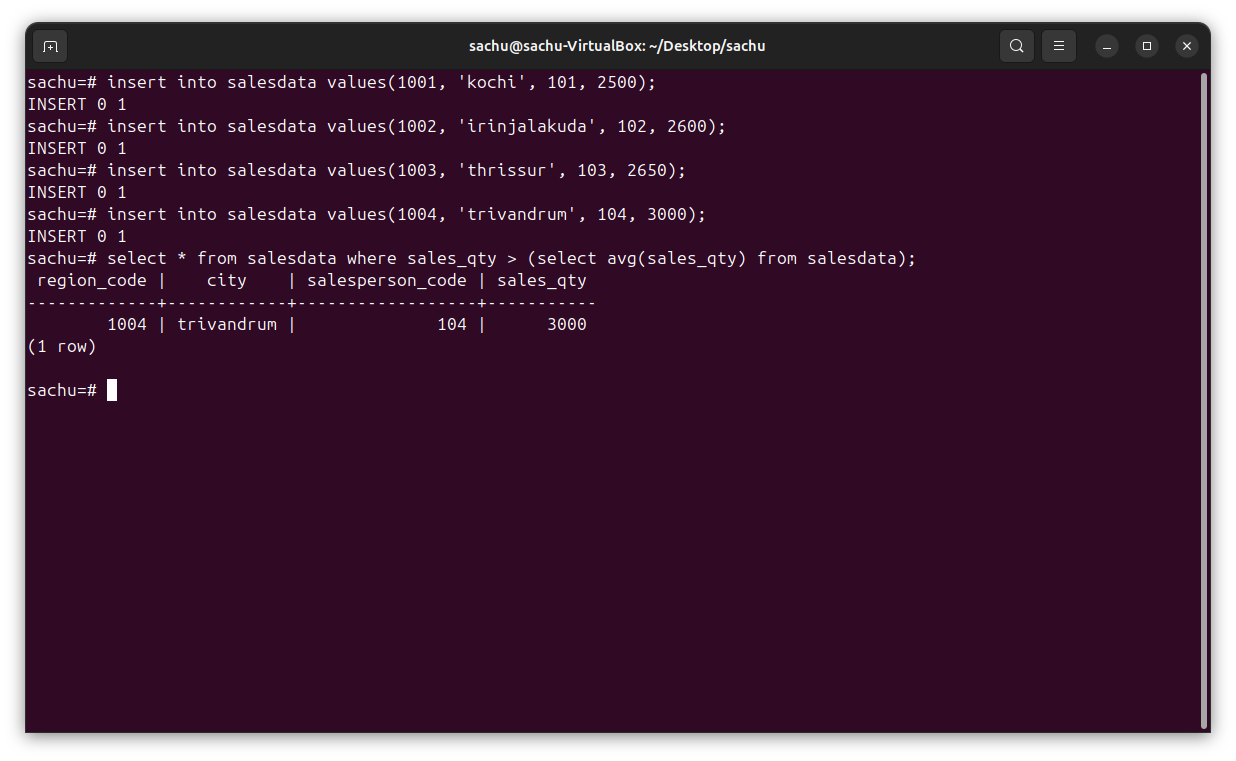 sachu@sachu-VirtualBox: ~/Desktop/sachu
sachu=# insert into salesdata values(1001, 'kochi', 101, 2500);
INSERT 0 1
sachu=# insert into salesdata values(1002, 'irinjalakuda', 102, 2600);
INSERT 0 1
sachu=# insert into salesdata values(1003, 'thrissur', 103, 2650);
INSERT 0 1
sachu=# insert into salesdata values(1004, 'trivandrum', 104, 3000);
INSERT 0 1
sachu=# select * from salesdata where sales_qty > (select avg(sales_qty) from salesdata);
 region_code |    city    | salesperson_code | sales_qty
-------------+------------+------------------+-----------
        1004 | trivandrum |              104 |      3000
(1 row)
sachu=#